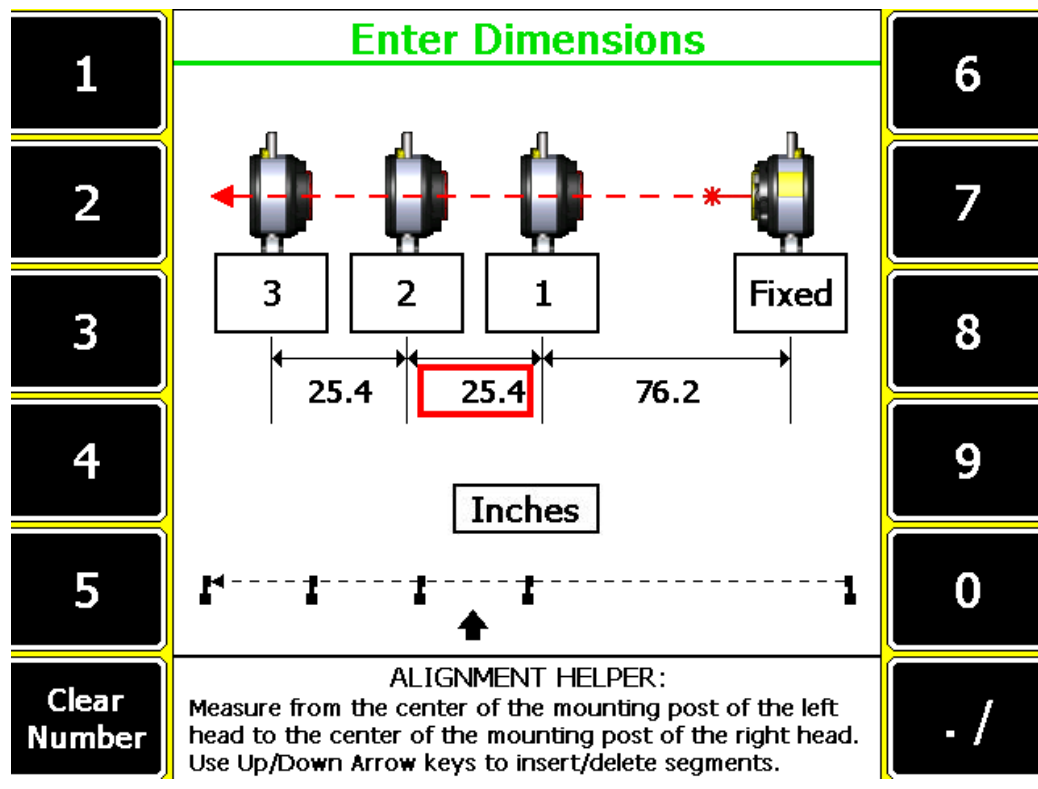 Enter Dimensions
1
2
3
4
5
Clear
Number
3
2
1
Fixed
25.4
25.4
76.2
Inches
ALIGNMENT HELPER:
Measure from the center of the mounting post of the left
head to the center of the mounting post of the right head.
Use Up/Down Arrow keys to insert/delete segments.
6
7
8
9
0
. /